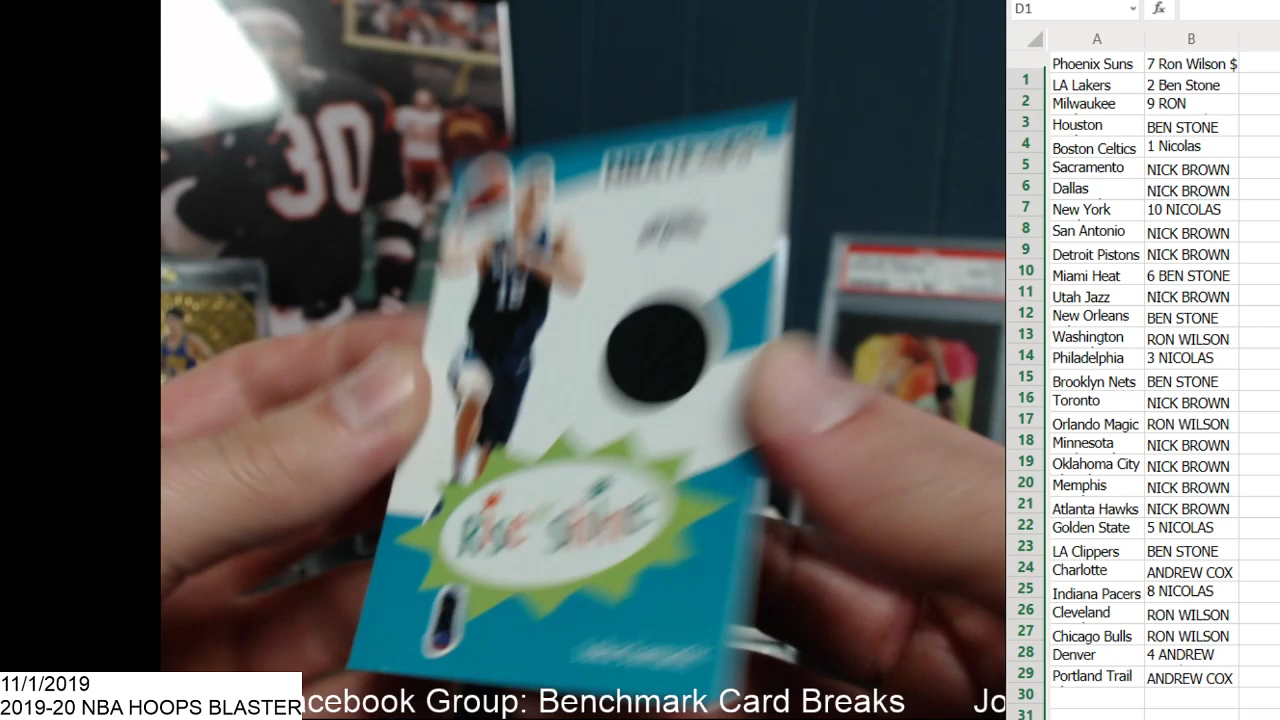 30
Rise Shine
D1
fx
A B
Phoenix Suns 7 Ron Wilson $
1 LA Lakers 2 Ben Stone
2 Milwaukee 9 RON
3 Houston BEN STONE
4 Boston Celtics 1 Nicolas
5 Sacramento NICK BROWN
6 Dallas NICK BROWN
7 New York 10 NICOLAS
8 San Antonio NICK BROWN
9 Detroit Pistons NICK BROWN
10 Miami Heat 6 BEN STONE
11 Utah Jazz NICK BROWN
12 New Orleans BEN STONE
13 Washington RON WILSON
14 Philadelphia 3 NICOLAS
15 Brooklyn Nets BEN STONE
16 Toronto NICK BROWN
17 Orlando Magic RON WILSON
18 Minnesota NICK BROWN
19 Oklahoma City NICK BROWN
20 Memphis NICK BROWN
21 Atlanta Hawks NICK BROWN
22 Golden State 5 NICOLAS
23 LA Clippers BEN STONE
24 Charlotte ANDREW COX
25 Indiana Pacers 8 NICOLAS
26 Cleveland RON WILSON
27 Chicago Bulls RON WILSON
28 Denver 4 ANDREW
29 Portland Trail ANDREW COX
30
31
11/1/2019
2019-20 NBA HOOPS BLASTER
acebook Group: Benchmark Card Breaks Jo